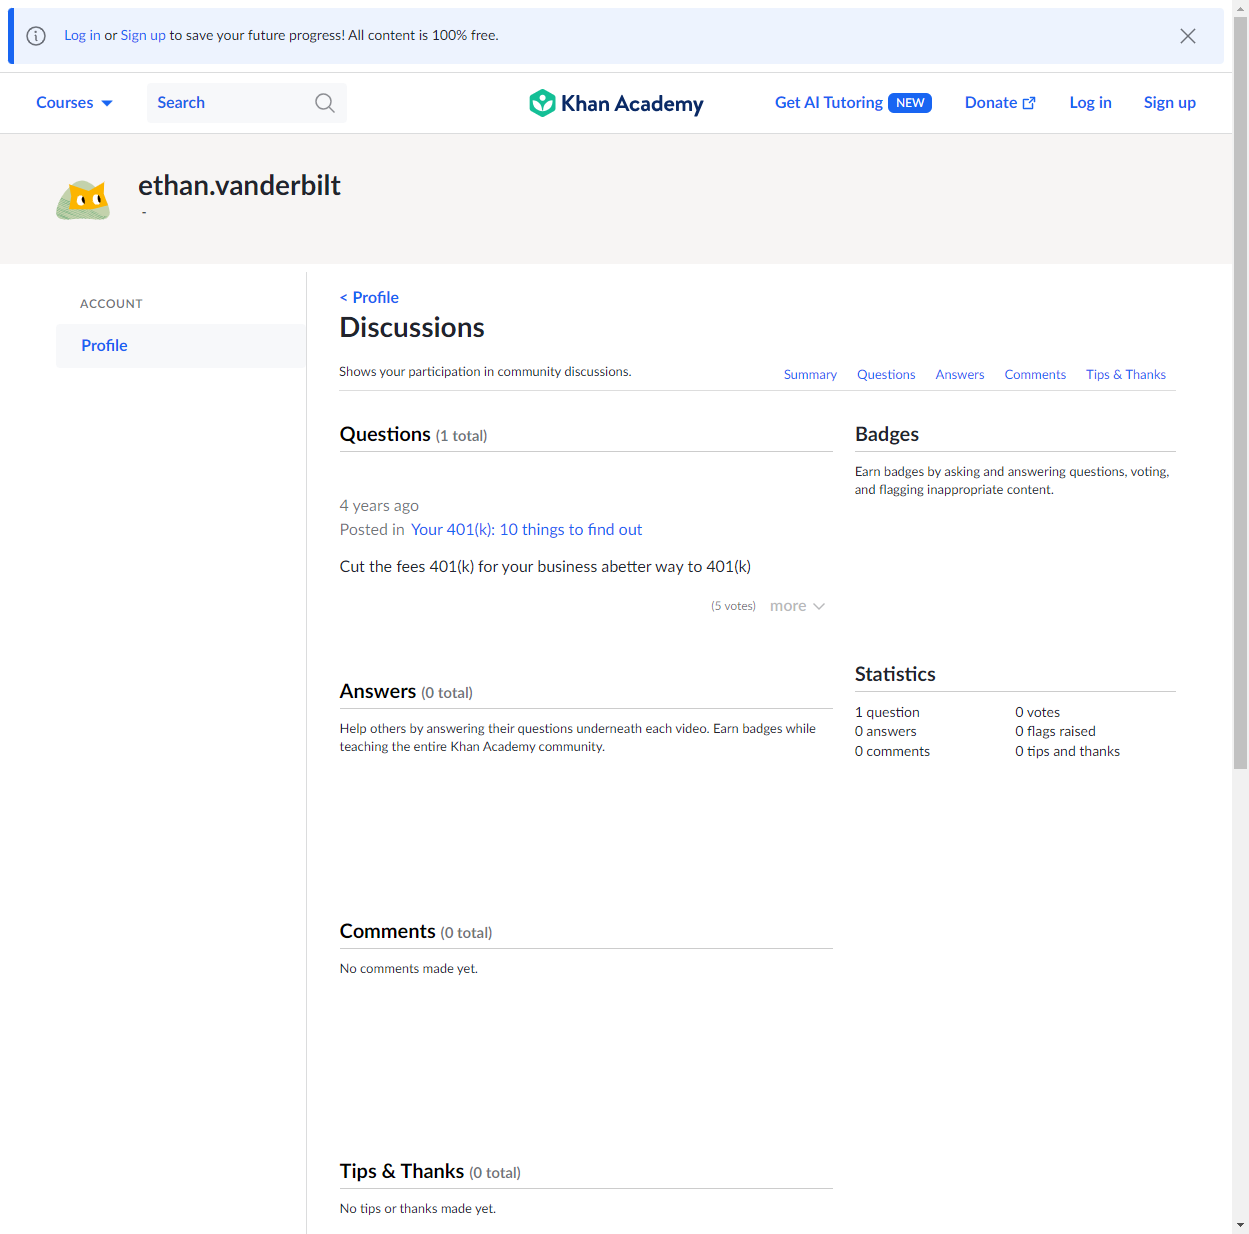 Log in or Sign up to save your future progress! All content is 100% free.
Courses
Search
Khan Academy
Get AI Tutoring NEW
Donate
Log in
Sign up
ethan.vanderbilt
-
ACCOUNT
Profile
< Profile
Discussions
Shows your participation in community discussions.
Summary
Questions
Answers
Comments
Tips & Thanks
Questions (1 total)
4 years ago
Posted in Your 401(k): 10 things to find out
Cut the fees 401(k) for your business abetter way to 401(k)
(5 votes) more
Answers (0 total)
Help others by answering their questions underneath each video. Earn badges while
teaching the entire Khan Academy community.
Comments (0 total)
No comments made yet.
Tips & Thanks (0 total)
No tips or thanks made yet.
Badges
Earn badges by asking and answering questions, voting,
and flagging inappropriate content.
Statistics
1 question
0 votes
0 answers
0 flags raised
0 comments
0 tips and thanks